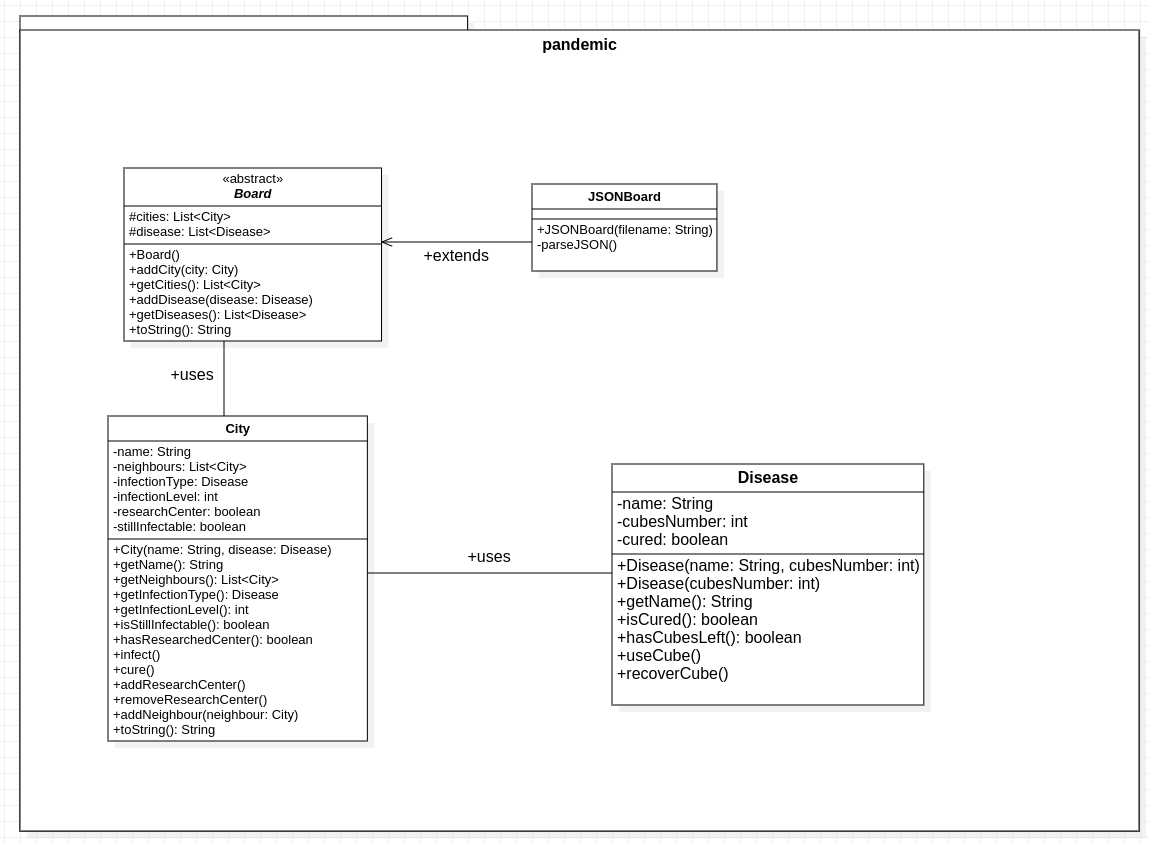 pandemic
«abstract»
Board
#cities: List<City>
#disease: List<Disease>
+Board()
+addCity(city: City)
+getCities(): List<City>
+addDisease(disease: Disease)
+getDiseases(): List<Disease>
+toString(): String
JSONBoard
+JSONBoard(filename: String)
-parseJSON()
+extends
+uses
City
-name: String
-neighbours: List<City>
-infectionType: Disease
-infectionLevel: int
-researchCenter: boolean
-stillInfectable: boolean
+City(name: String, disease: Disease)
+getName(): String
+getNeighbours(): List<City>
+getInfectionType(): Disease
+getInfectionLevel(): int
+isStillInfectable(): boolean
+hasResearchedCenter: boolean
+infect()
+cure()
+addResearchCenter()
+removeResearchCenter()
+addNeighbour(neighbour: City)
+toString(): String
+uses
Disease
-name: String
-cubesNumber: int
-cured: boolean
+Disease(name: String, cubesNumber: int)
+Disease(cubesNumber: int)
+getName(): String
+isCured(): boolean
+hasCubesLeft(): boolean
+useCube()
+recoverCube()